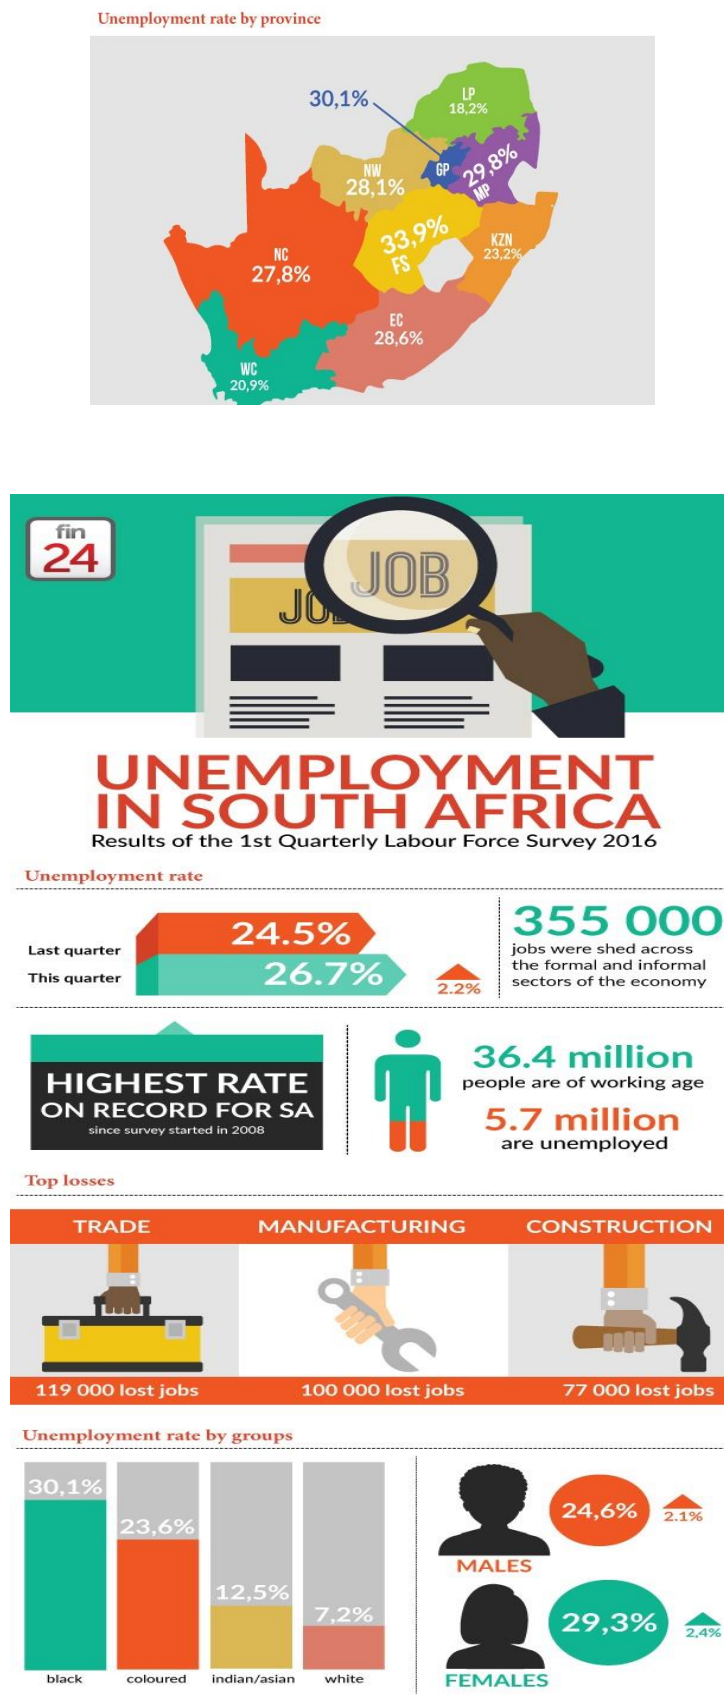 Unemployment rate by province
30,1%
LP
18,2%
NW
28,1%
GP
29,8%
MP
33,9%
FS
KZN
23,2%
NC
27,8%
EC
28,6%
WC
20,9%
fin
24
JOB
JOB
UNEMPLOYMENT
IN SOUTH AFRICA
Results of the 1st Quarterly Labour Force Survey 2016
Unemployment rate
Last quarter
24.5%
This quarter
26.7%
2.2%
355 000
jobs were shed across
the formal and informal
sectors of the economy
HIGHEST RATE
ON RECORD FOR SA
since survey started in 2008
36.4 million
people are of working age
5.7 million
are unemployed
Top losses
TRADE
MANUFACTURING
CONSTRUCTION
119 000 lost jobs
100 000 lost jobs
77 000 lost jobs
Unemployment rate by groups
30,1%
23,6%
12,5%
7,2%
black
coloured
indian/asian
white
24,6%
2.1%
MALES
29,3%
2,4%
FEMALES